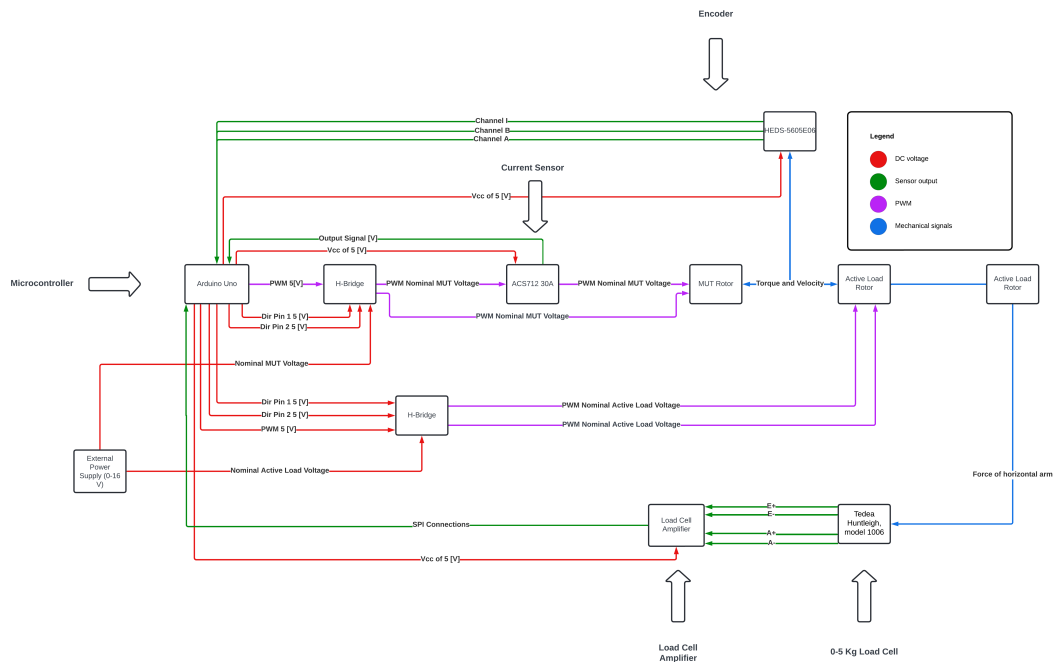 Encoder
Channel I
Channel B
Channel A
HEDS-5605E06
Legend
DC voltage
Sensor output
PWM
Mechanical signals
Current Sensor
Vcc of 5 [V]
Output Signal [V]
Vcc of 5 [V]
Microcontroller
Arduino Uno
PWM 5[V]
H-Bridge
PWM Nominal MUT Voltage
ACS712 30A
PWM Nominal MUT Voltage
MUT Rotor
Torque and Velocity
Active Load
Rotor
Active Load
Rotor
Dir Pin 1 5 [V]
Dir Pin 2 5 [V]
PWM Nominal MUT Voltage
Nominal MUT Voltage
Dir Pin 1 5 [V]
Dir Pin 2 5 [V]
PWM 5 [V]
H-Bridge
PWM Nominal Active Load Voltage
PWM Nominal Active Load Voltage
External
Power
Supply (0-16
V)
Nominal Active Load Voltage
Force of horizontal arm
SPI Connections
Load Cell
Amplifier
E+
E-
A+
A-
Tedea
Huntleigh,
model 1006
Vcc of 5 [V]
Load Cell
Amplifier
0-5 Kg Load Cell